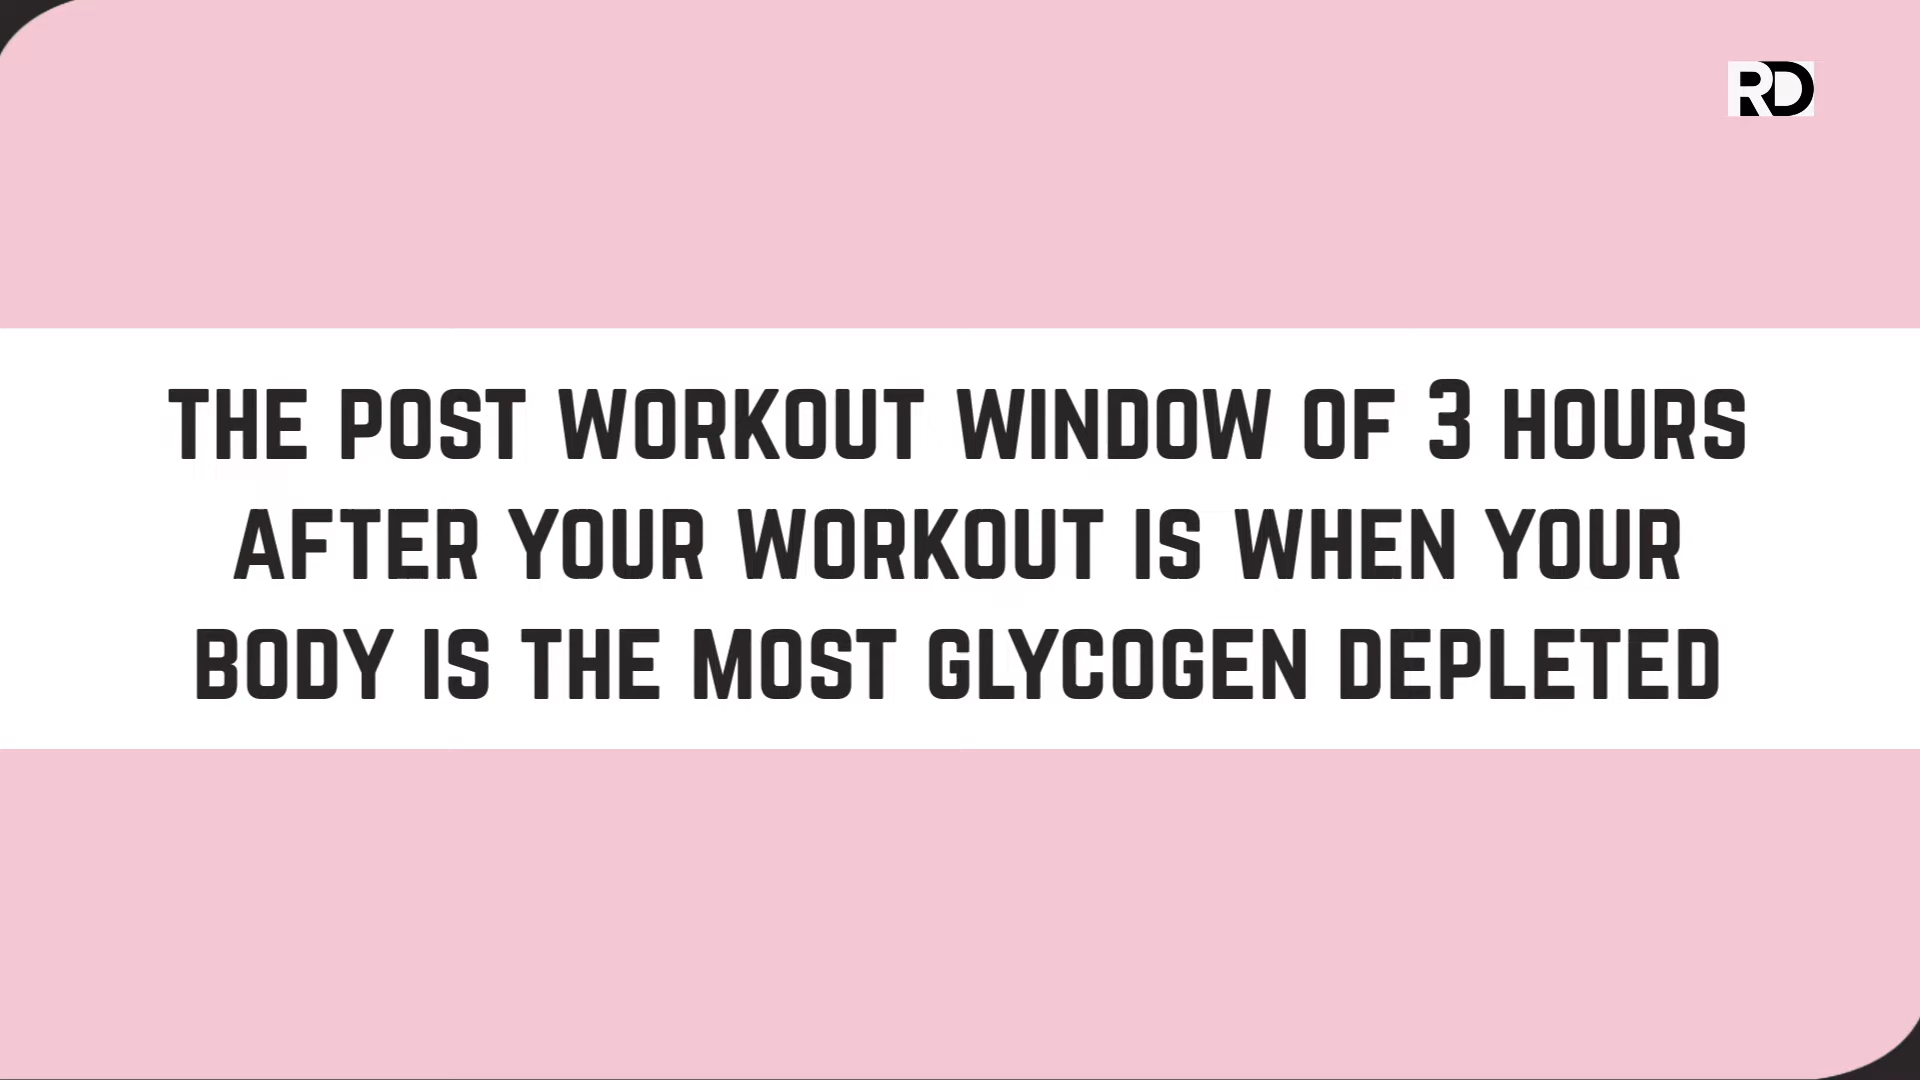 RD
THE POST WORKOUT WINDOW OF 3 HOURS
AFTER YOUR WORKOUT IS WHEN YOUR
BODY IS THE MOST GLYCOGEN DEPLETED